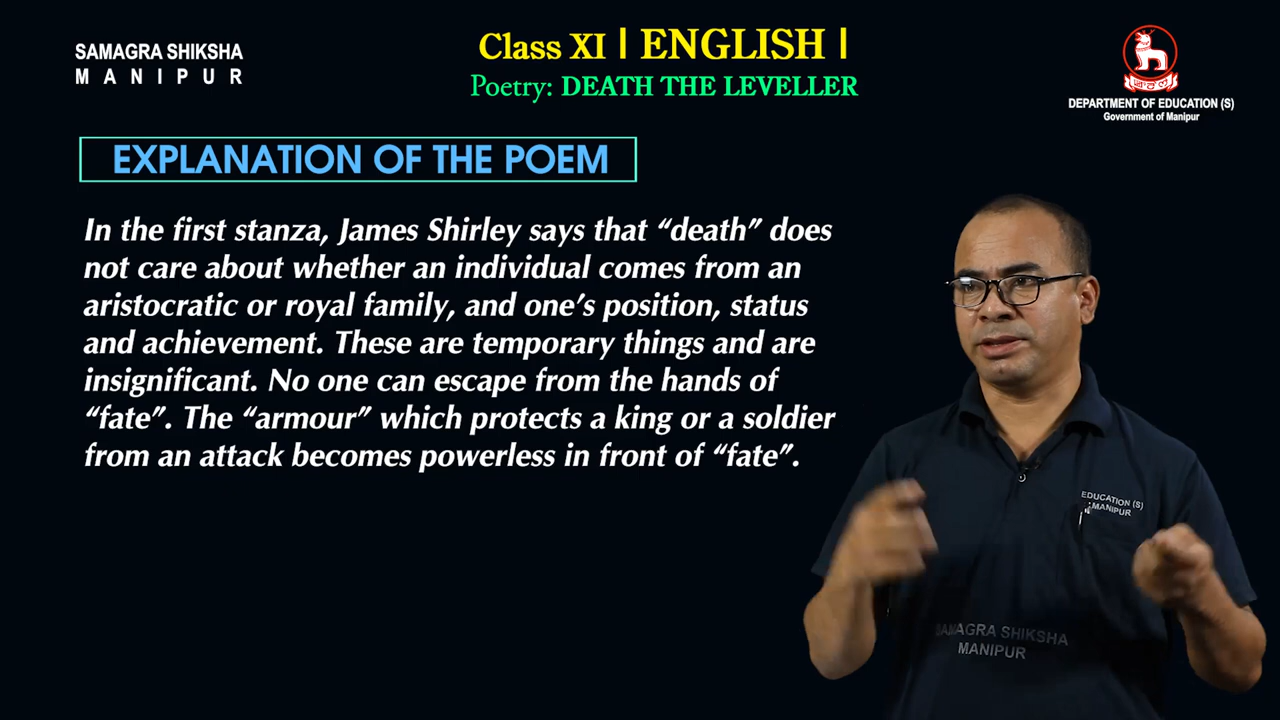 SAMAGRA SHIKSHA
MANIPUR
Class XI | ENGLISH |
Poetry: DEATH THE LEVELLER
DEPARTMENT OF EDUCATION (S)
Government of Manipur
EXPLANATION OF THE POEM
In the first stanza, James Shirley says that “death” does
not care about whether an individual comes from an
aristocratic or royal family, and one’s position, status
and achievement. These are temporary things and are
insignificant. No one can escape from the hands of
“fate”. The “armour” which protects a king or a soldier
from an attack becomes powerless in front of “fate”.
EDUCATION (S)
MANIPUR
SAMAGRA SHIKSHA
MANIPUR